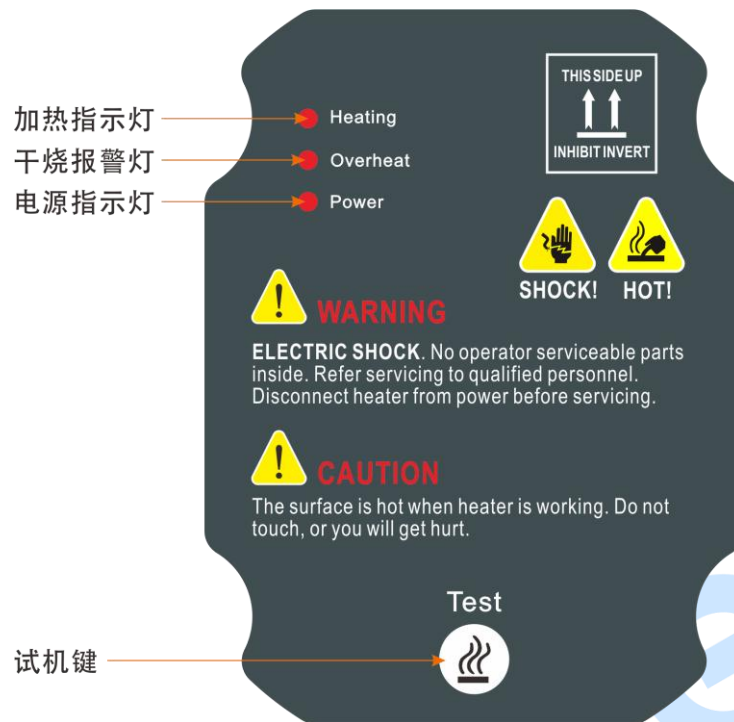 THIS SIDE UP
INHIBIT INVERT
加热指示灯 Heating
干烧报警灯 Overheat
电源指示灯 Power
SHOCK! HOT!
WARNING
ELECTRIC SHOCK. No operator serviceable parts
inside. Refer servicing to qualified personnel.
Disconnect heater from power before servicing.
CAUTION
The surface is hot when heater is working. Do not
touch, or you will get hurt.
Test
试机键